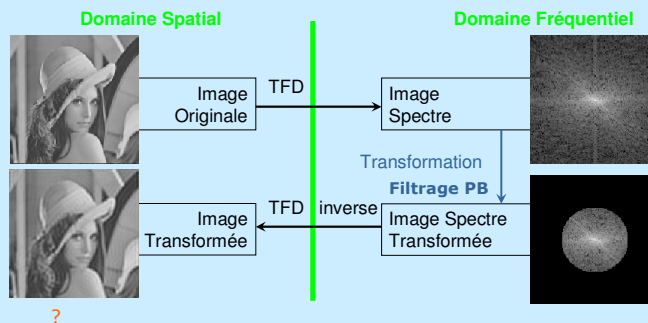 Domaine Spatial
Domaine Fréquentiel
Image
Originale
TFD
Image
Spectre
Transformation
Filtrage PB
Image
Transformée
TFD inverse
Image Spectre
Transformée
?